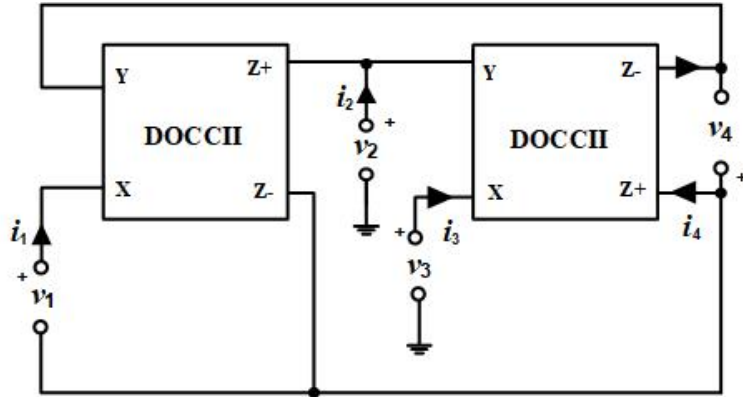 Y
Z+
DOCCII
X
Z-
i1
+
v1
i2
+
v2
Y
Z-
DOCCII
X
Z+
+
v3
i3
v4
+
i4